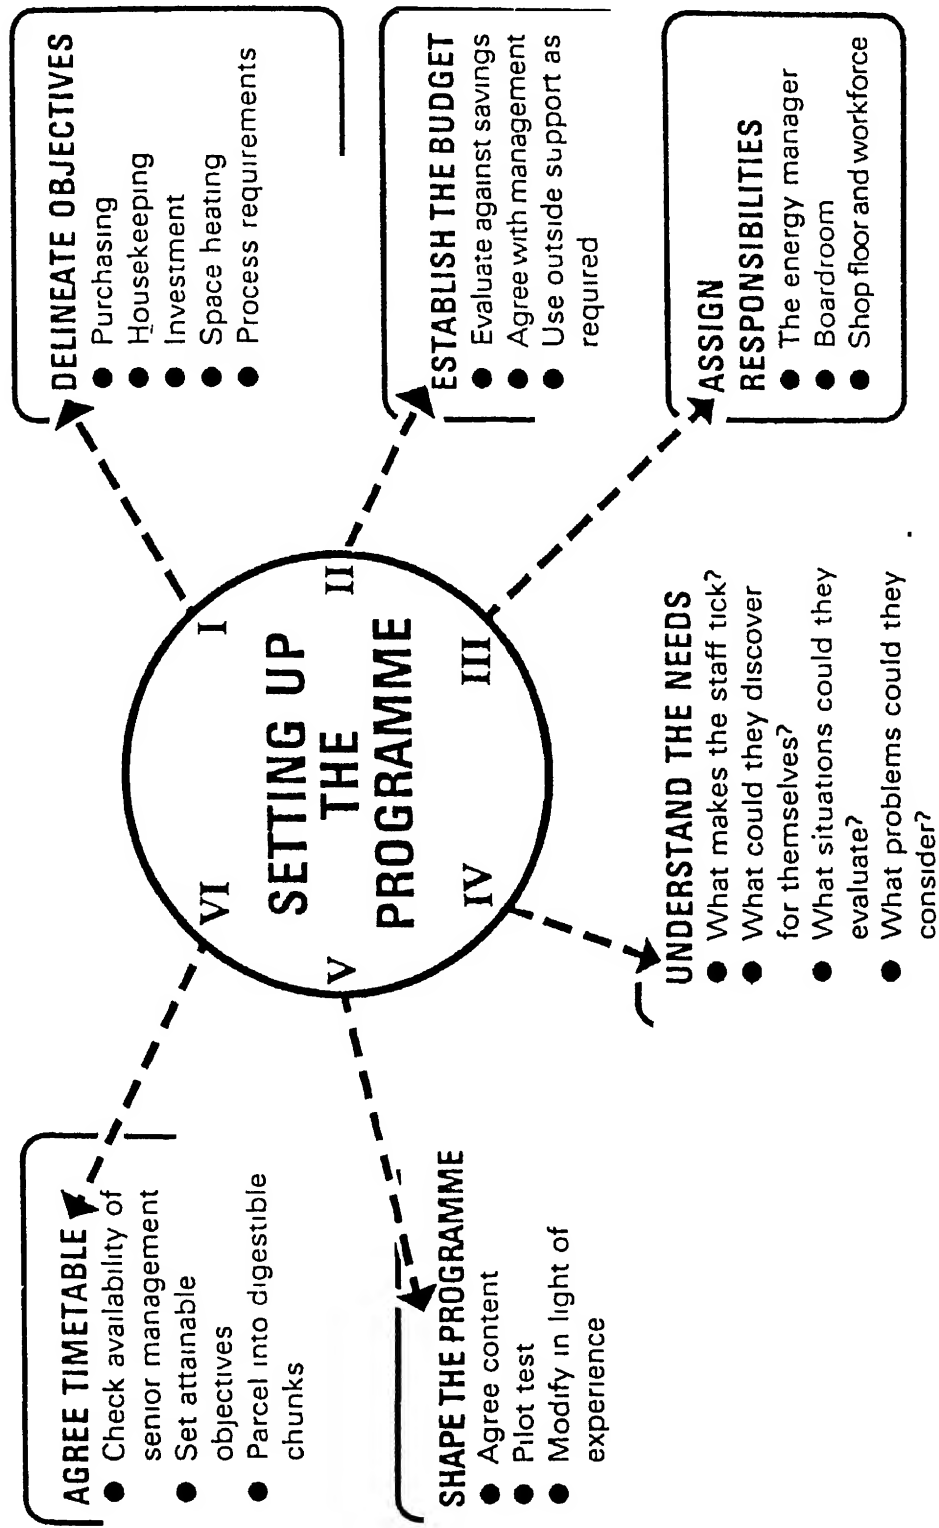 SETTING UP
THE
PROGRAMME
I
II
III
IV
V
VI
DELINEATE OBJECTIVES
● Purchasing
● Housekeeping
● Investment
● Space heating
● Process requirements
ESTABLISH THE BUDGET
● Evaluate against savings
● Agree with management
● Use outside support as
required
ASSIGN
RESPONSIBILITIES
● The energy manager
● Boardroom
● Shop floor and workforce
UNDERSTAND THE NEEDS
● What makes the staff tick?
● What could they discover
for themselves?
● What situations could they
evaluate?
● What problems could they
consider?
SHAPE THE PROGRAMME
● Agree content
● Pilot test
● Modify in light of
experience
AGREE TIMETABLE
● Check availability of
senior management
● Set attainable
objectives
● Parcel into digestible
chunks